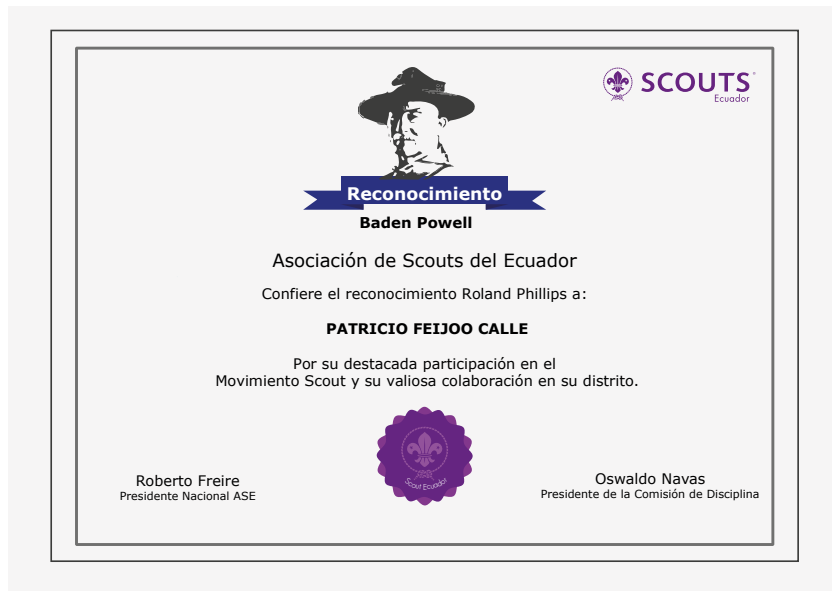 SCOUTS
Ecuador
Reconocimiento
Baden Powell
Asociación de Scouts del Ecuador
Confiere el reconocimiento Roland Phillips a:
PATRICIO FEIJOO CALLE
Por su destacada participación en el
Movimiento Scout y su valiosa colaboración en su distrito.
Scout Ecuador
Roberto Freire
Presidente Nacional ASE
Oswaldo Navas
Presidente de la Comisión de Disciplina